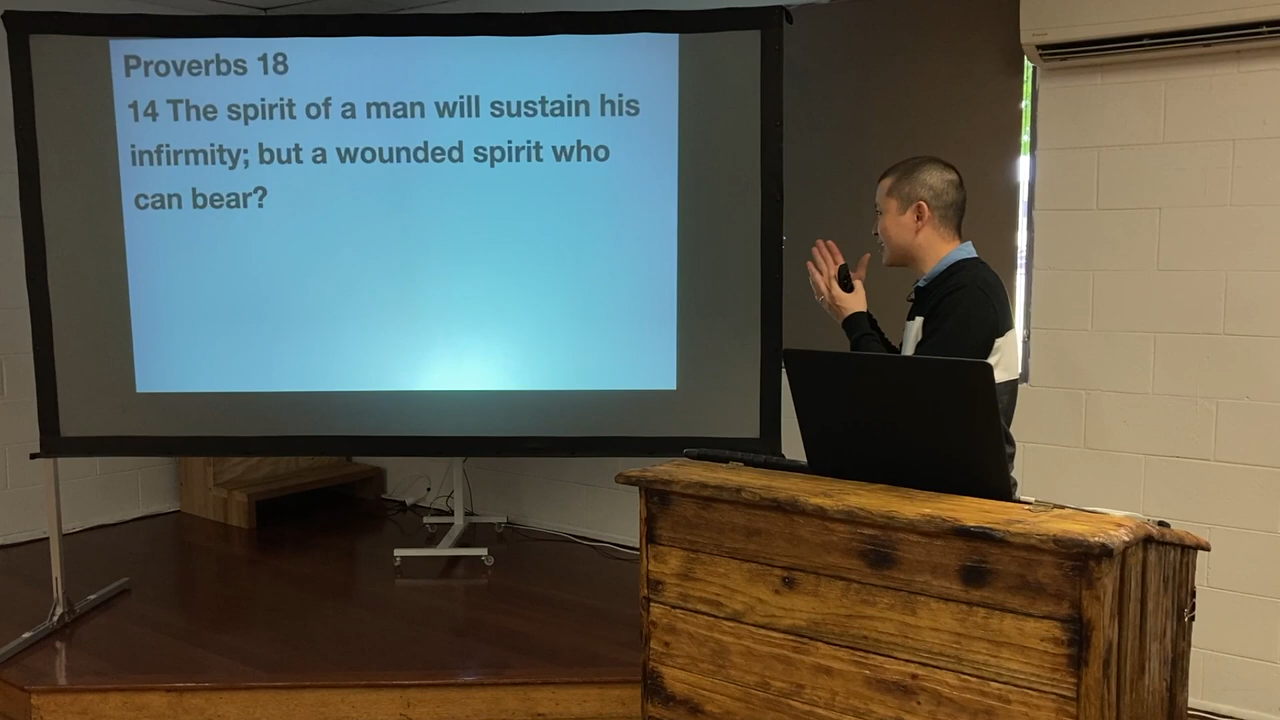 Proverbs 18
14 The spirit of a man will sustain his
infirmity; but a wounded spirit who
can bear?